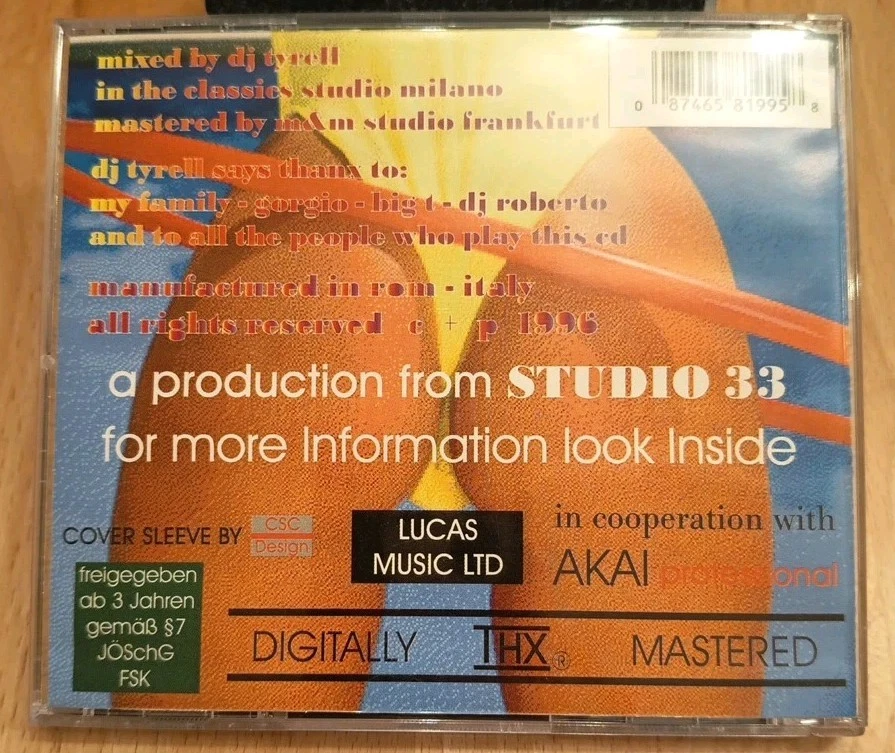 mixed by dj tyrell
in the classics studio milano
mastered by m&m studio frankfurt
0 87465 81995 8
dj tyrell says thanx to:
my family - gorgio - big t - dj roberto
and to all the people who play this cd
manufactured in rom - italy
all rights reserved c + p 1996
a production from STUDIO 33
for more Information look Inside
COVER SLEEVE BY CSC Design
LUCAS
MUSIC LTD
in cooperation with
AKAI professional
freigegeben
ab 3 Jahren
gemäß §7
JÖSchG
FSK
DIGITALLY THX® MASTERED